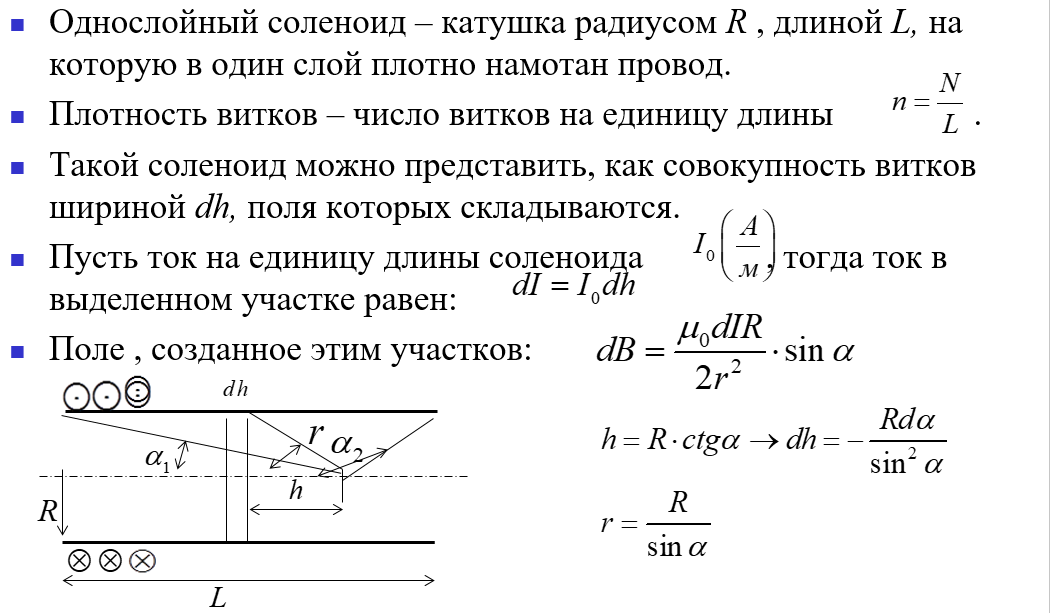 Однослойный соленоид – катушка радиусом R , длиной L, на
которую в один слой плотно намотан провод.
Плотность витков – число витков на единицу длины n = N/L .
Такой соленоид можно представить, как совокупность витков
шириной dh, поля которых складываются.
Пусть ток на единицу длины соленоида I₀(А/м), тогда ток в
выделенном участке равен: dI = I₀dh
Поле , созданное этим участков: dB = μ₀dIR/2r² · sin α
dh
r α₂
α₁
h = R · ctgα → dh = − Rdα/sin² α
h
R
r = R/sin α
L